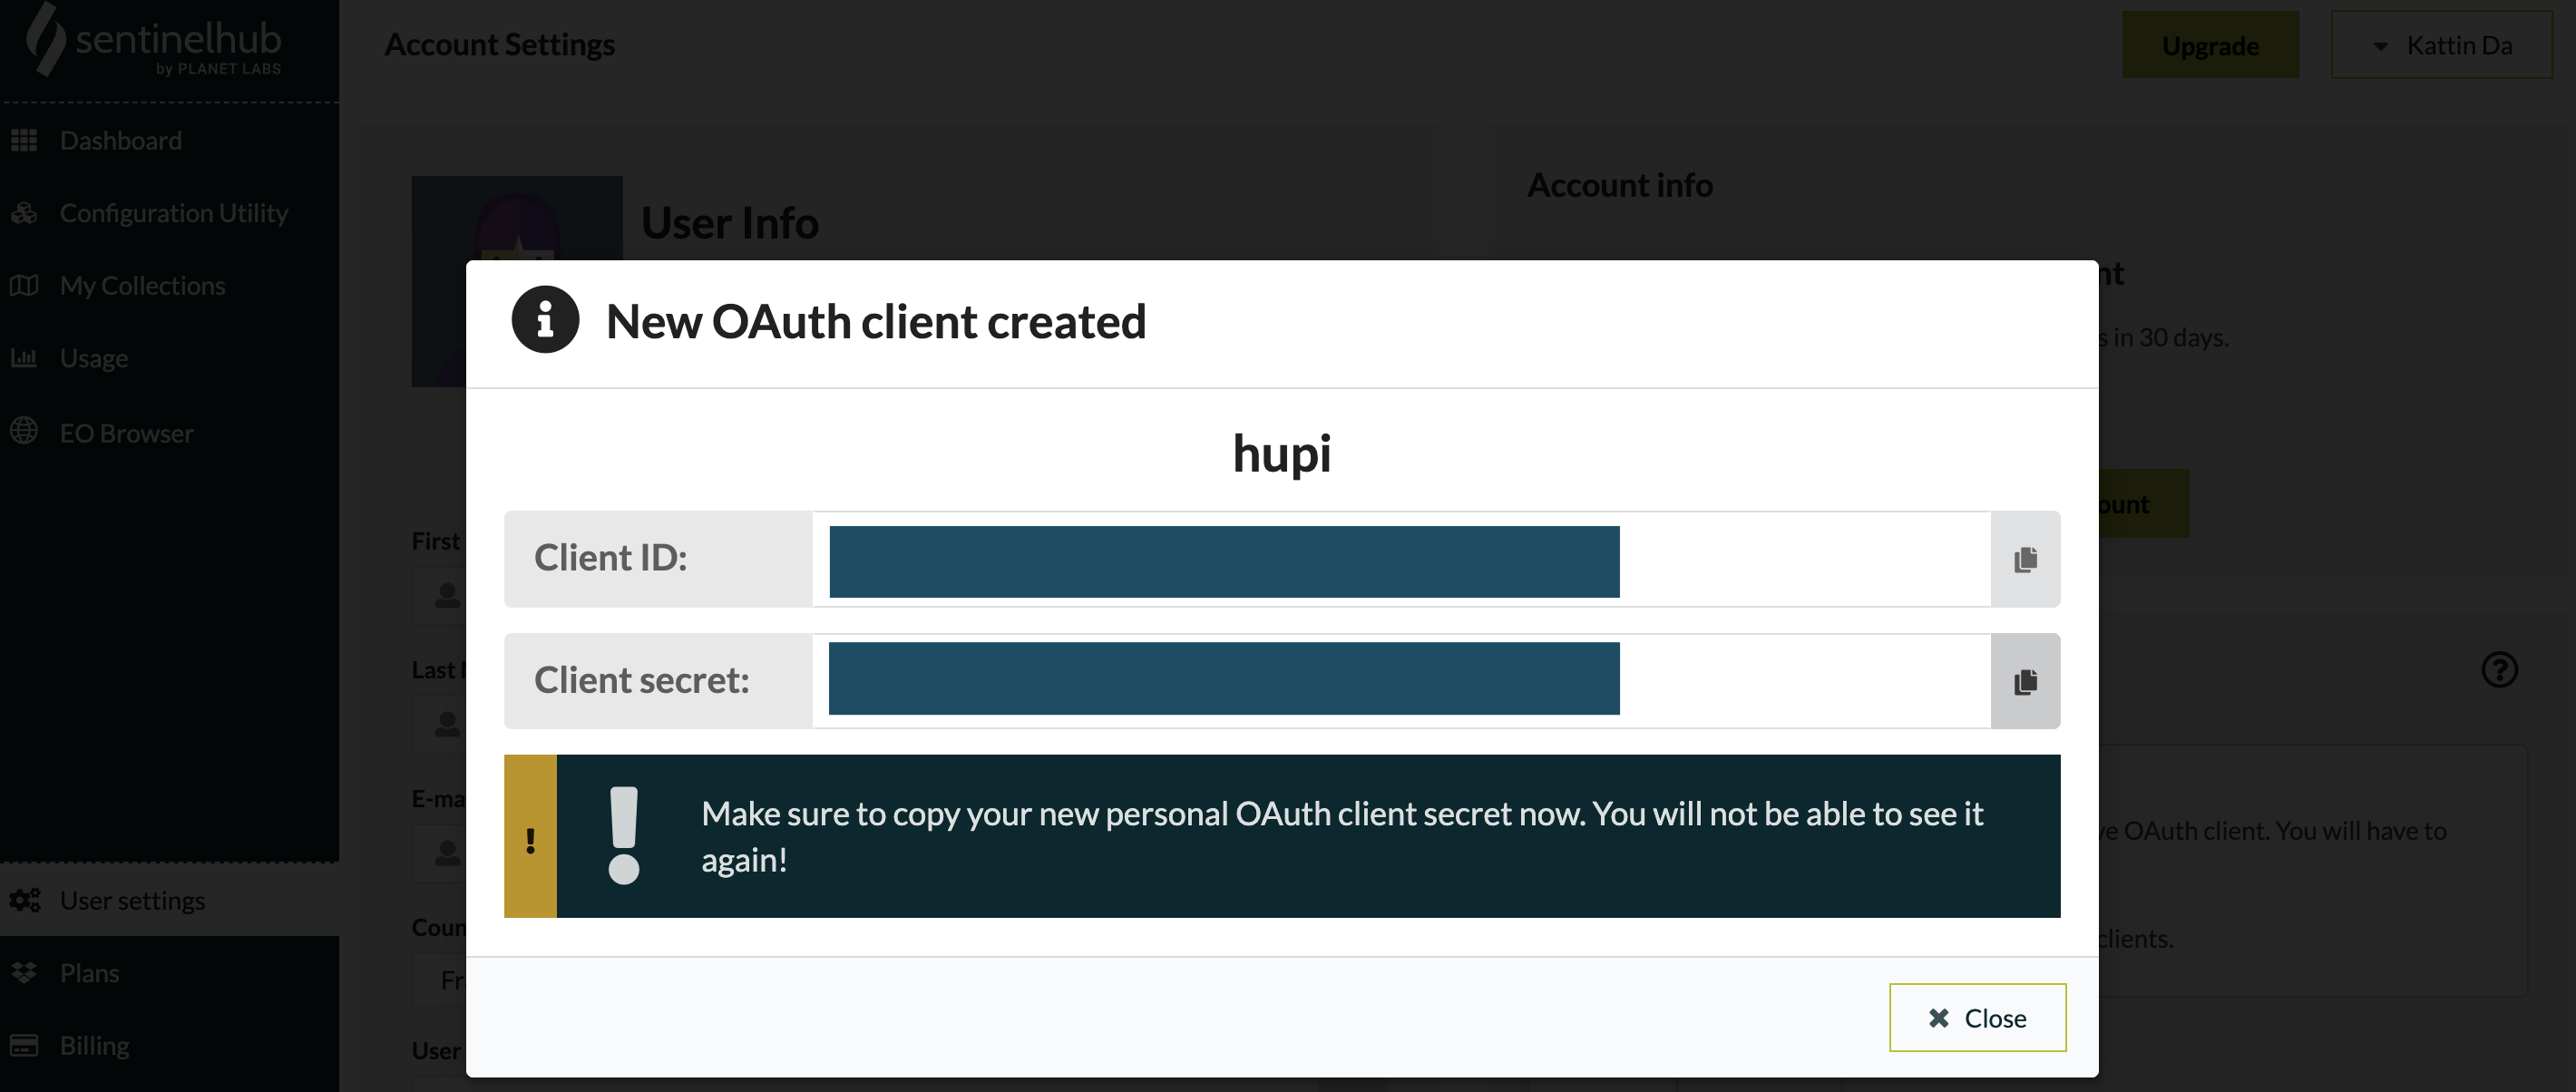 sentinelhub
by PLANET LABS
Account Settings
Upgrade
Kattin Da
Dashboard
Configuration Utility
My Collections
Usage
EO Browser
User settings
Plans
Billing
User Info
Account info
nt
s in 30 days.
ount
First
Last
E-ma
Coun
Fr
User
New OAuth client created
hupi
Client ID:
Client secret:
! Make sure to copy your new personal OAuth client secret now. You will not be able to see it
again!
Close
ve OAuth client. You will have to
clients.